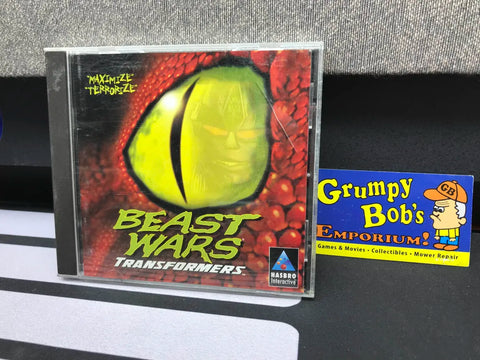 "MAXIMIZE"
"TERRORIZE"
BEAST
WARS
TRANSFORMERS
HASBRO
Interactive
Grumpy
Bob's
EMPORIUM!
GB
Games & Movies • Collectibles • Mower Repair